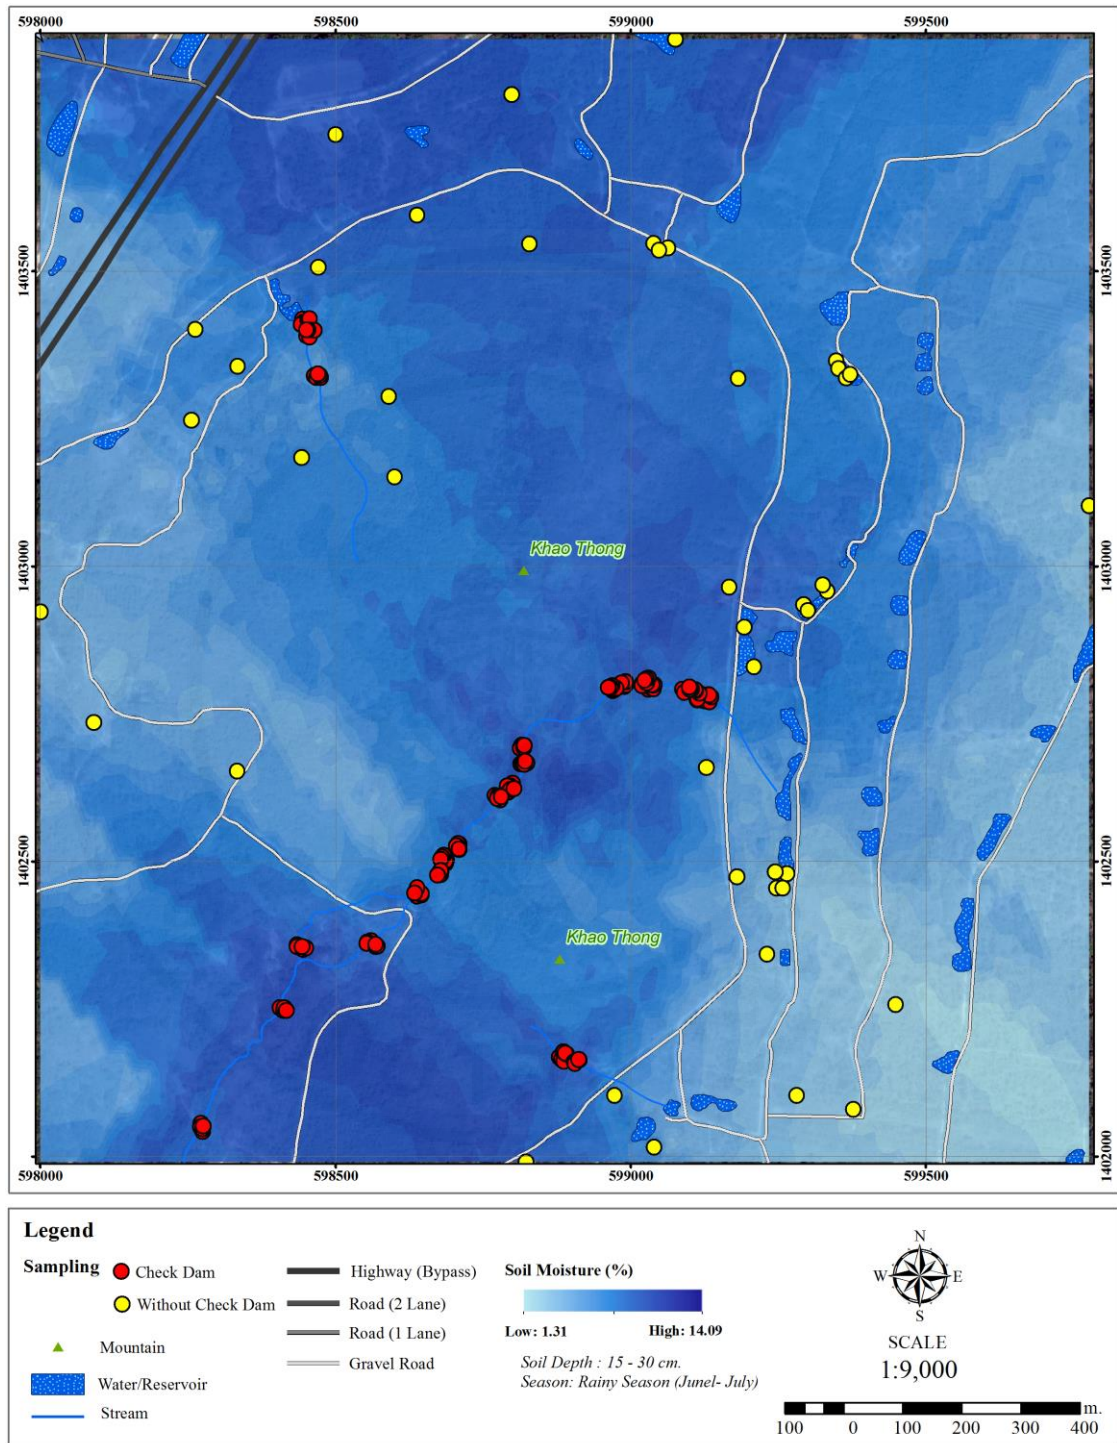 598000 598500 599000 599500
1403500 1403500
Khao Thong
1403000 1403000
1402500 1402500
Khao Thong
1402000 1402000
598000 598500 599000 599500
Legend
Sampling
Check Dam
Without Check Dam
Mountain
Water/Reservoir
Stream
Highway (Bypass)
Road (2 Lane)
Road (1 Lane)
Gravel Road
Soil Moisture (%)
Low: 1.31 High: 14.09
Soil Depth : 15 - 30 cm.
Season: Rainy Season (Junel- July)
N
W E
S
SCALE
1:9,000
m.
100 0 100 200 300 400